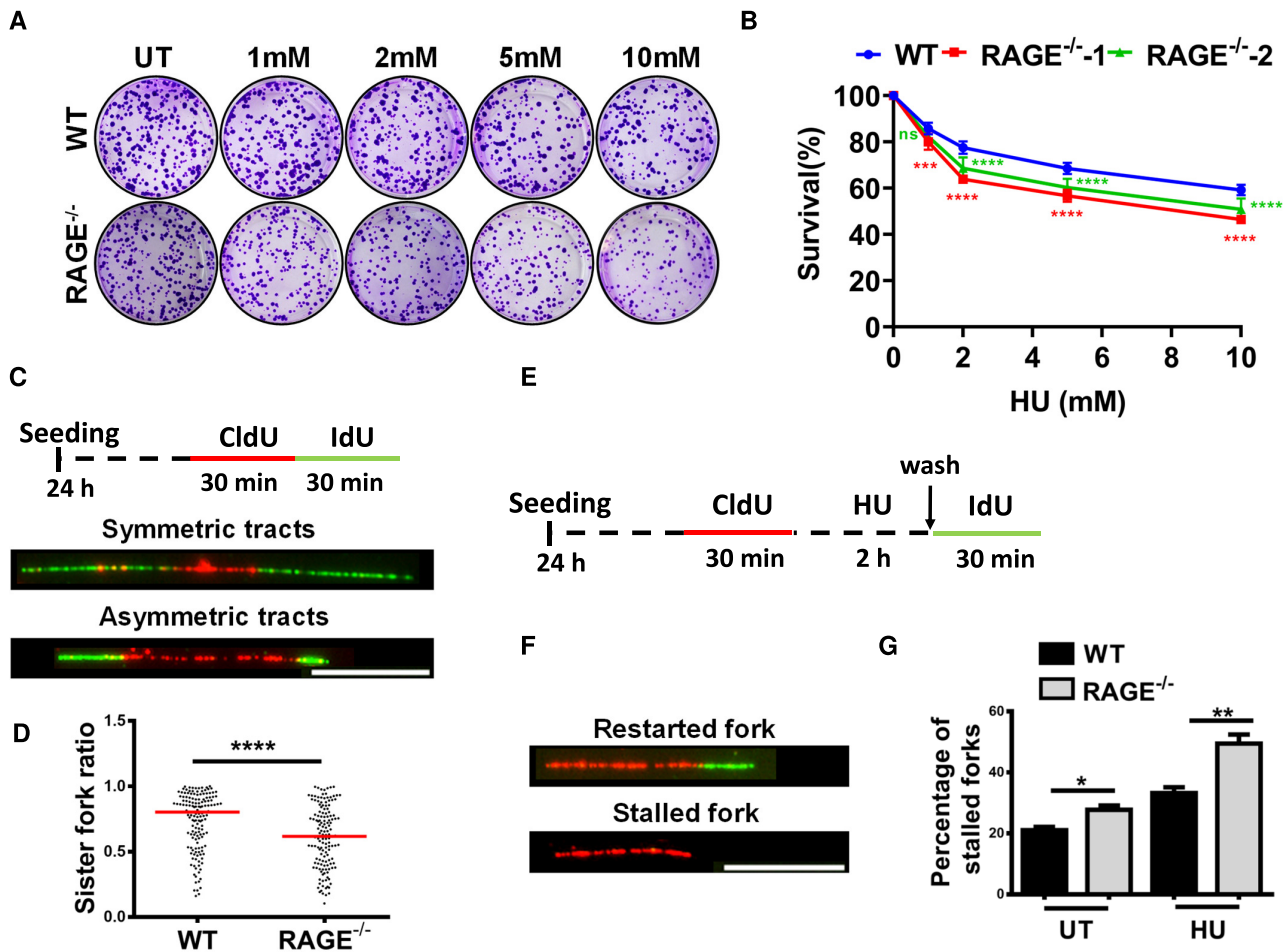 A
UT 1mM 2mM 5mM 10mM
WT
RAGE-/-
B
WT RAGE-/--1 RAGE-/--2
Survival(%)
100
80
60
40
20
0
ns
***
****
****
****
****
****
****
0 2 4 6 8 10
HU (mM)
C
Seeding CldU IdU
24 h 30 min 30 min
Symmetric tracts
Asymmetric tracts
D
Sister fork ratio
1.5
1.0
0.5
0.0
****
WT RAGE-/-
E
Seeding CldU HU wash IdU
24 h 30 min 2 h 30 min
F
Restarted fork
Stalled fork
G
WT
RAGE-/-
Percentage of
stalled forks
60
40
20
0
*
**
UT HU